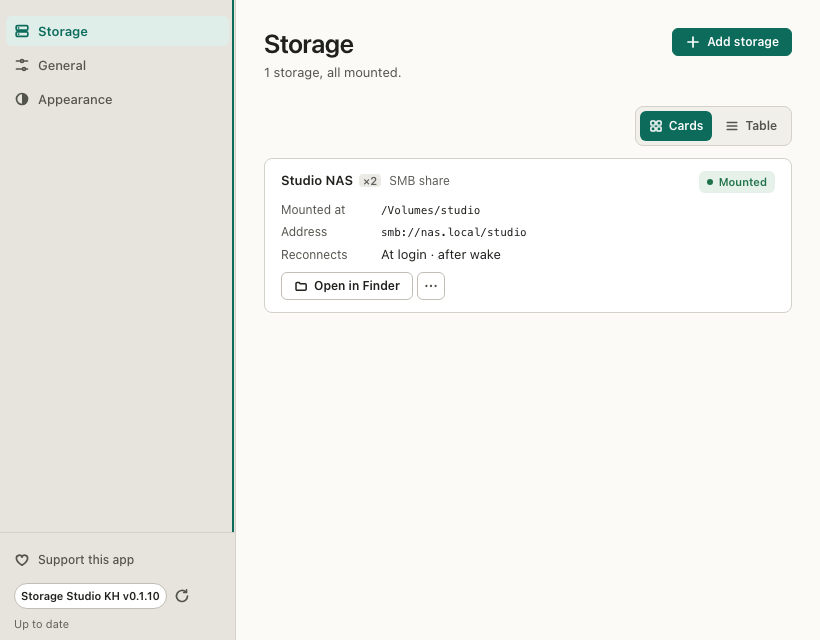 Storage
General
Appearance
Support this app
Storage Studio KH v0.1.10
Up to date
Storage
1 storage, all mounted.
Add storage
Cards
Table
Studio NAS ×2 SMB share
Mounted
Mounted at /Volumes/studio
Address smb://nas.local/studio
Reconnects At login · after wake
Open in Finder